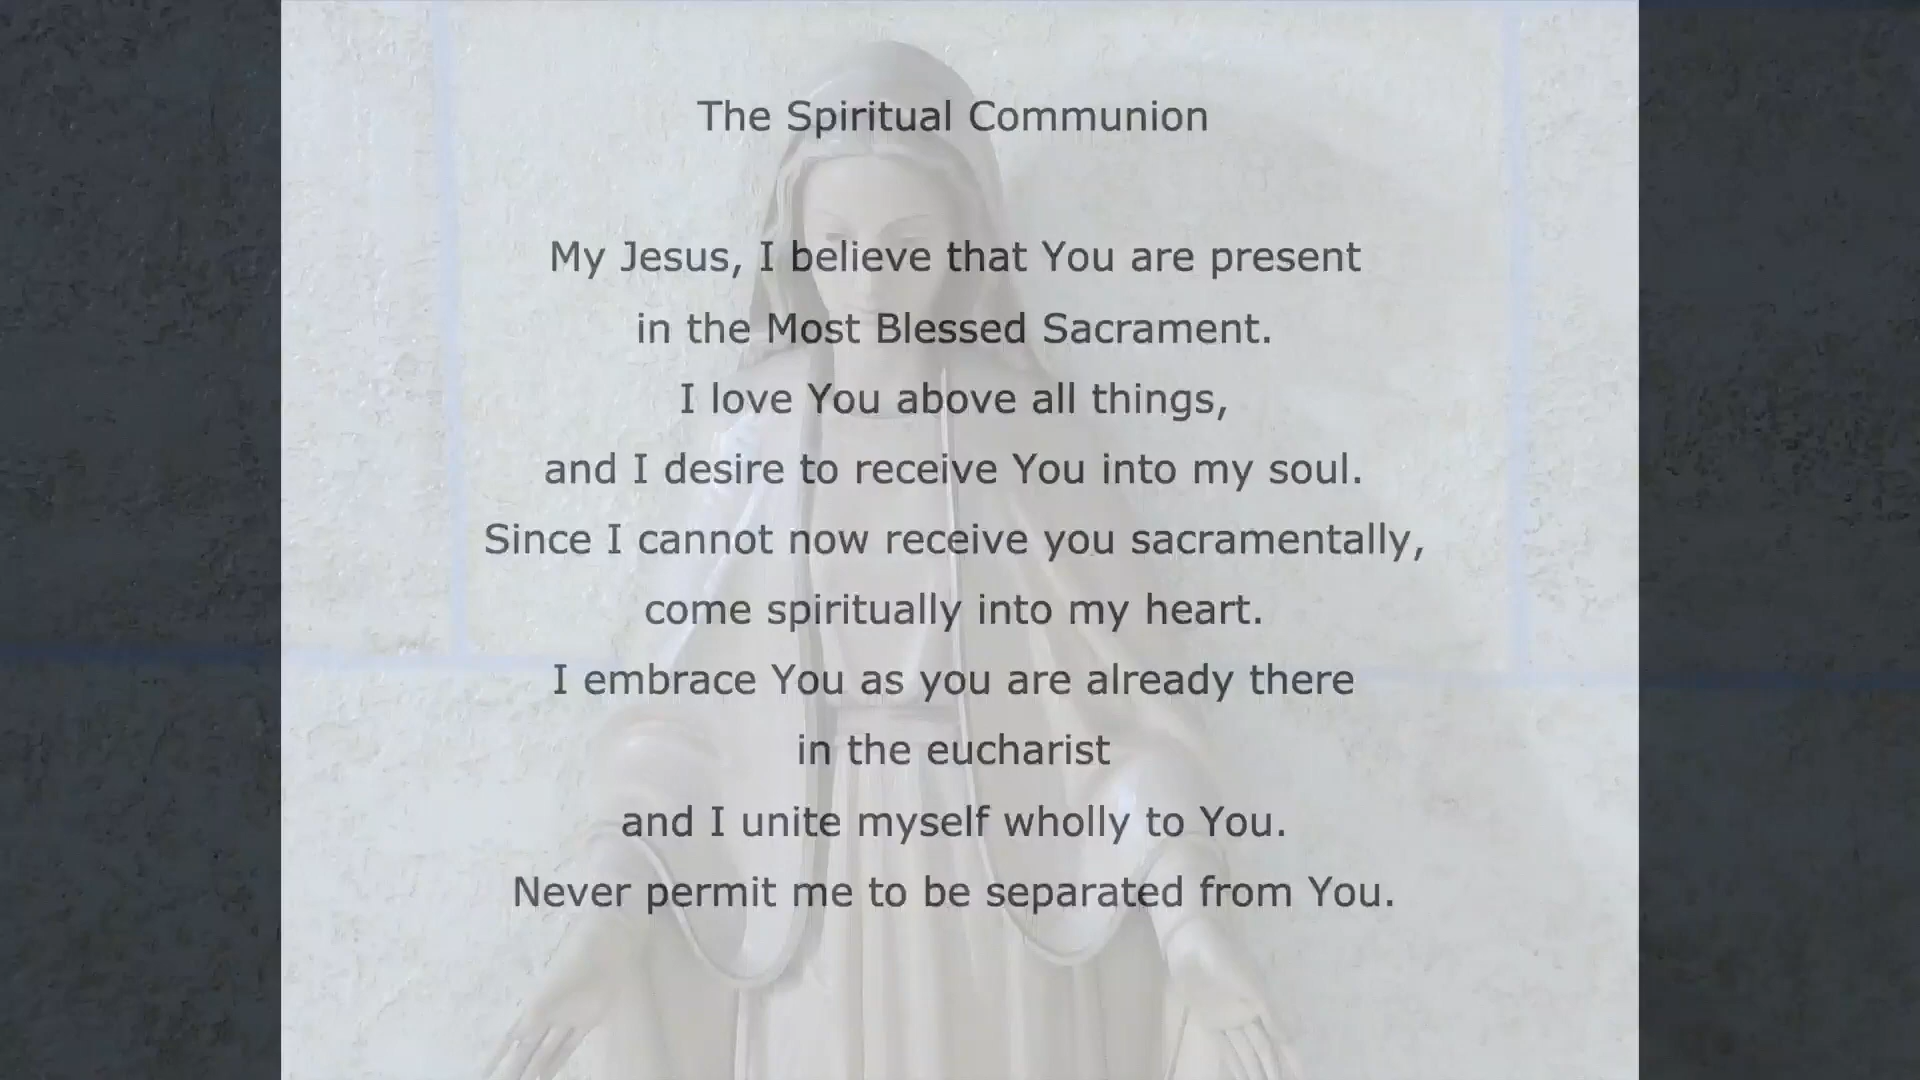 The Spiritual Communion
My Jesus, I believe that You are present
in the Most Blessed Sacrament.
I love You above all things,
and I desire to receive You into my soul.
Since I cannot now receive you sacramentally,
come spiritually into my heart.
I embrace You as you are already there
in the eucharist
and I unite myself wholly to You.
Never permit me to be separated from You.